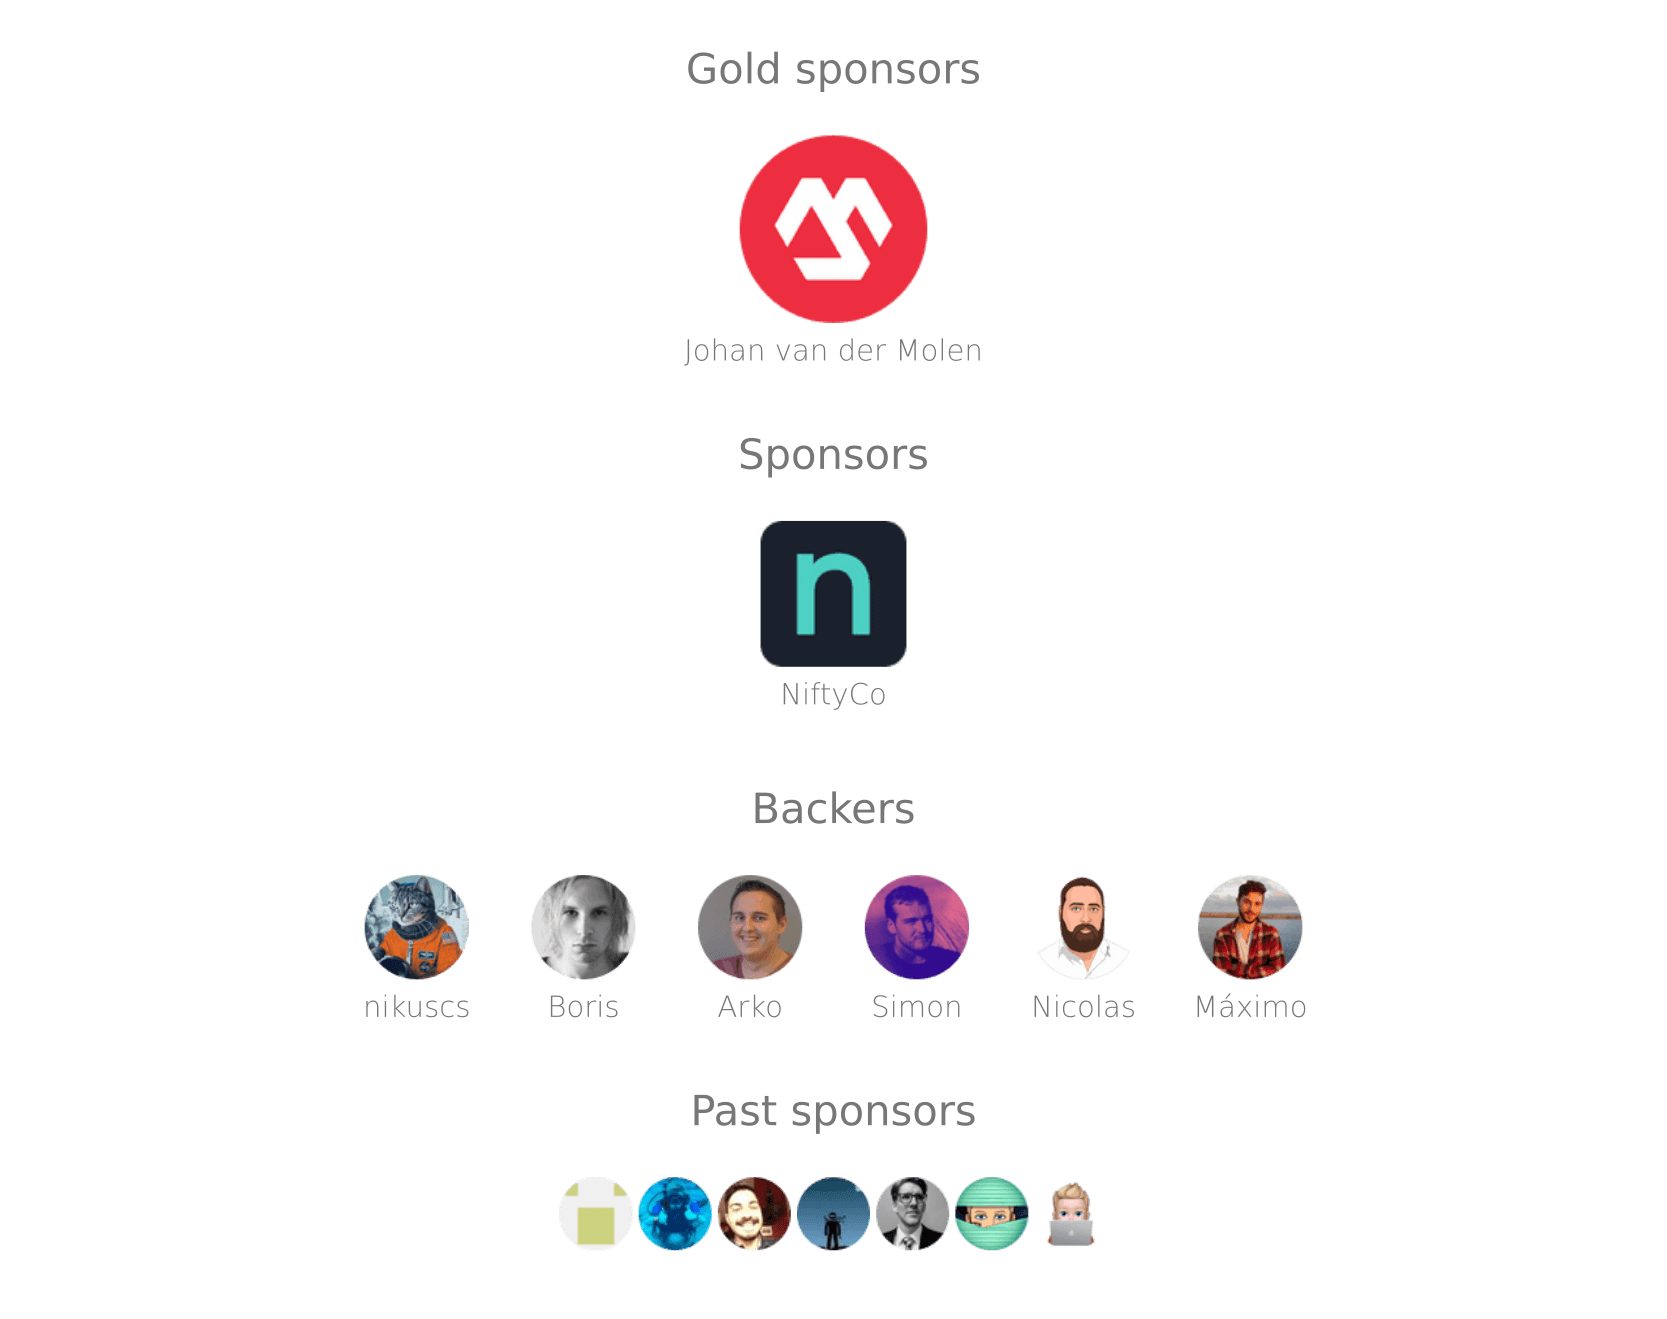 Gold sponsors
Johan van der Molen
Sponsors
n
NiftyCo
Backers
nikuscs Boris Arko Simon Nicolas Máximo
Past sponsors